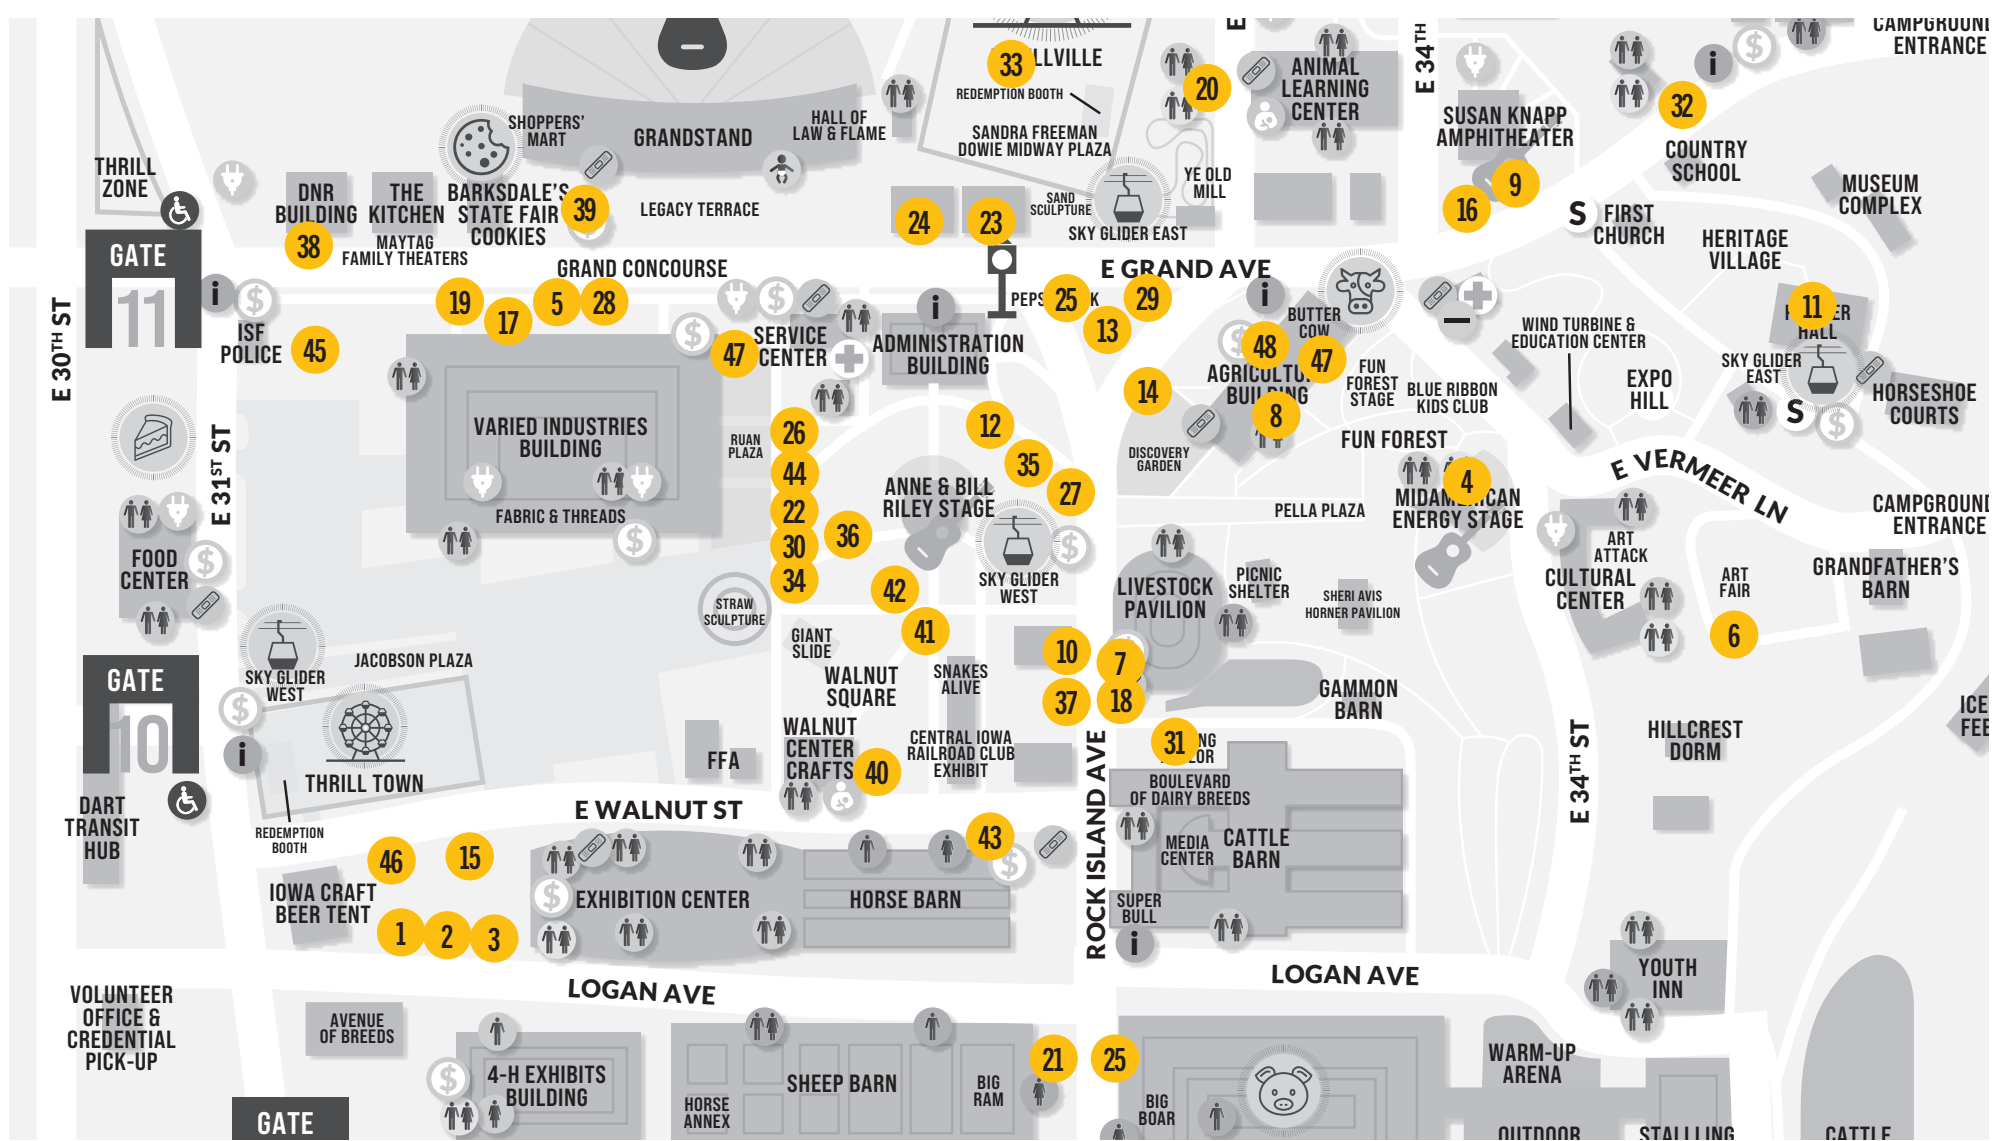 CAMPGROUND
ENTRANCE
E
E 34TH
33
LLVILLE
REDEMPTION BOOTH
SANDRA FREEMAN
DOWIE MIDWAY PLAZA
20
ANIMAL
LEARNING
CENTER
SUSAN KNAPP
AMPHITHEATER
i
32
COUNTRY
SCHOOL
MUSEUM
COMPLEX
THRILL
ZONE
SHOPPERS'
MART
GRANDSTAND
HALL OF
LAW & FLAME
DNR
BUILDING
38
THE
KITCHEN
MAYTAG
FAMILY THEATERS
BARKSDALE'S
STATE FAIR
COOKIES
39
LEGACY TERRACE
24
23
SAND
SCULPTURE
SKY GLIDER EAST
YE OLD
MILL
16
9
S
FIRST
CHURCH
HERITAGE
VILLAGE
GATE
11
E 30TH ST
i
$
ISF
POLICE
45
GRAND CONCOURSE
19
17
5
28
$
$
47
SERVICE
CENTER
i
ADMINISTRATION
BUILDING
E GRAND AVE
PEPS
25
K
13
29
i
BUTTER
COW
$
48
47
AGRICULTU
BUILDING
8
14
DISCOVERY
GARDEN
FUN
FOREST
STAGE
BLUE RIBBON
KIDS CLUB
FUN FOREST
WIND TURBINE &
EDUCATION CENTER
EXPO
HILL
11
ER
HALL
SKY GLIDER
EAST
S
$
HORSESHOE
COURTS
E 31ST ST
VARIED INDUSTRIES
BUILDING
FABRIC & THREADS
$
RUAN
PLAZA
26
44
22
30
34
36
12
35
27
ANNE & BILL
RILEY STAGE
SKY GLIDER
WEST
$
42
41
4
MIDAMERICAN
ENERGY STAGE
PELLA PLAZA
E VERMEER LN
CAMPGROUND
ENTRANCE
FOOD
CENTER
$
STRAW
SCULPTURE
GIANT
SLIDE
WALNUT
SQUARE
SNAKES
ALIVE
LIVESTOCK
PAVILION
PICNIC
SHELTER
SHERI AVIS
HORNER PAVILION
ART
ATTACK
CULTURAL
CENTER
ART
FAIR
6
GRANDFATHER'S
BARN
GATE
10
SKY GLIDER
WEST
JACOBSON PLAZA
$
i
THRILL TOWN
REDEMPTION
BOOTH
DART
TRANSIT
HUB
10
7
37
18
GAMMON
BARN
HILLCREST
DORM
E 34TH ST
ICE
FEE
FFA
WALNUT
CENTER
CRAFTS
40
CENTRAL IOWA
RAILROAD CLUB
EXHIBIT
31
NG
LOR
BOULEVARD
OF DAIRY BREEDS
MEDIA
CENTER
CATTLE
BARN
SUPER
BULL
i
E WALNUT ST
ROCK ISLAND AVE
46
15
IOWA CRAFT
BEER TENT
1
2
3
$
EXHIBITION CENTER
HORSE BARN
43
$
LOGAN AVE
LOGAN AVE
YOUTH
INN
VOLUNTEER
OFFICE &
CREDENTIAL
PICK-UP
AVENUE
OF BREEDS
GATE
$
4-H EXHIBITS
BUILDING
HORSE
ANNEX
SHEEP BARN
BIG
RAM
21
25
BIG
BOAR
WARM-UP
ARENA
OUTDOOR
STALLLING
CATTLE